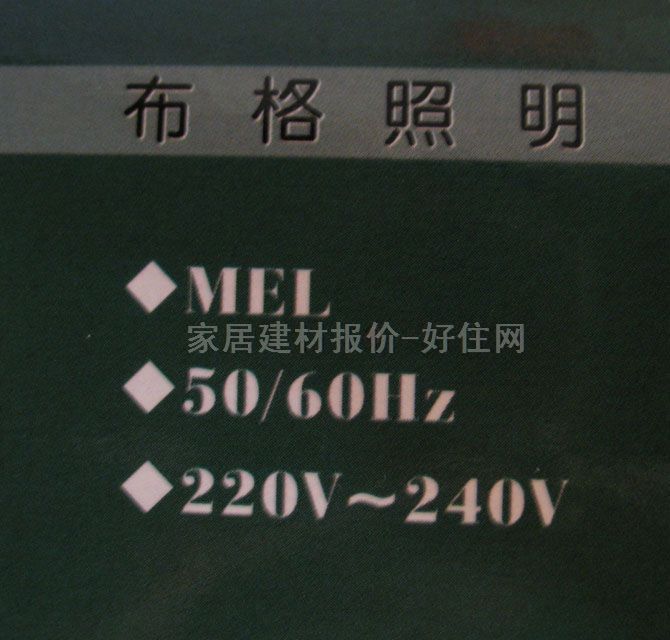 布格照明
◆MEL
家居建材报价-好住网
◆50/60Hz
◆220V~240V